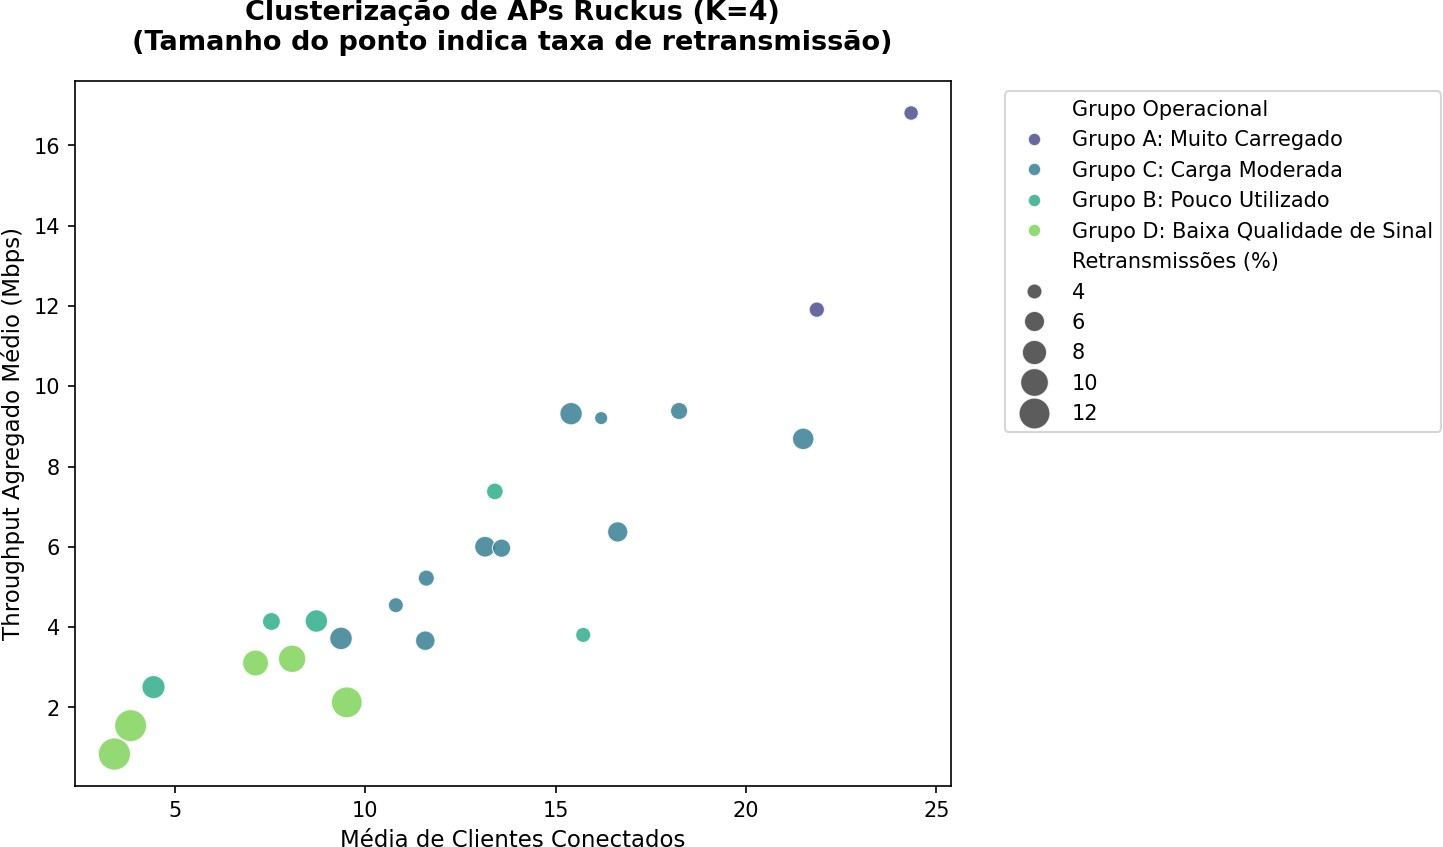 Clusterização de APs Ruckus (K=4)
(Tamanho do ponto indica taxa de retransmissão)
Throughput Agregado Médio (Mbps)
16
14
12
10
8
6
4
2
5
10
15
20
25
Média de Clientes Conectados
Grupo Operacional
Grupo A: Muito Carregado
Grupo C: Carga Moderada
Grupo B: Pouco Utilizado
Grupo D: Baixa Qualidade de Sinal
Retransmissões (%)
4
6
8
10
12